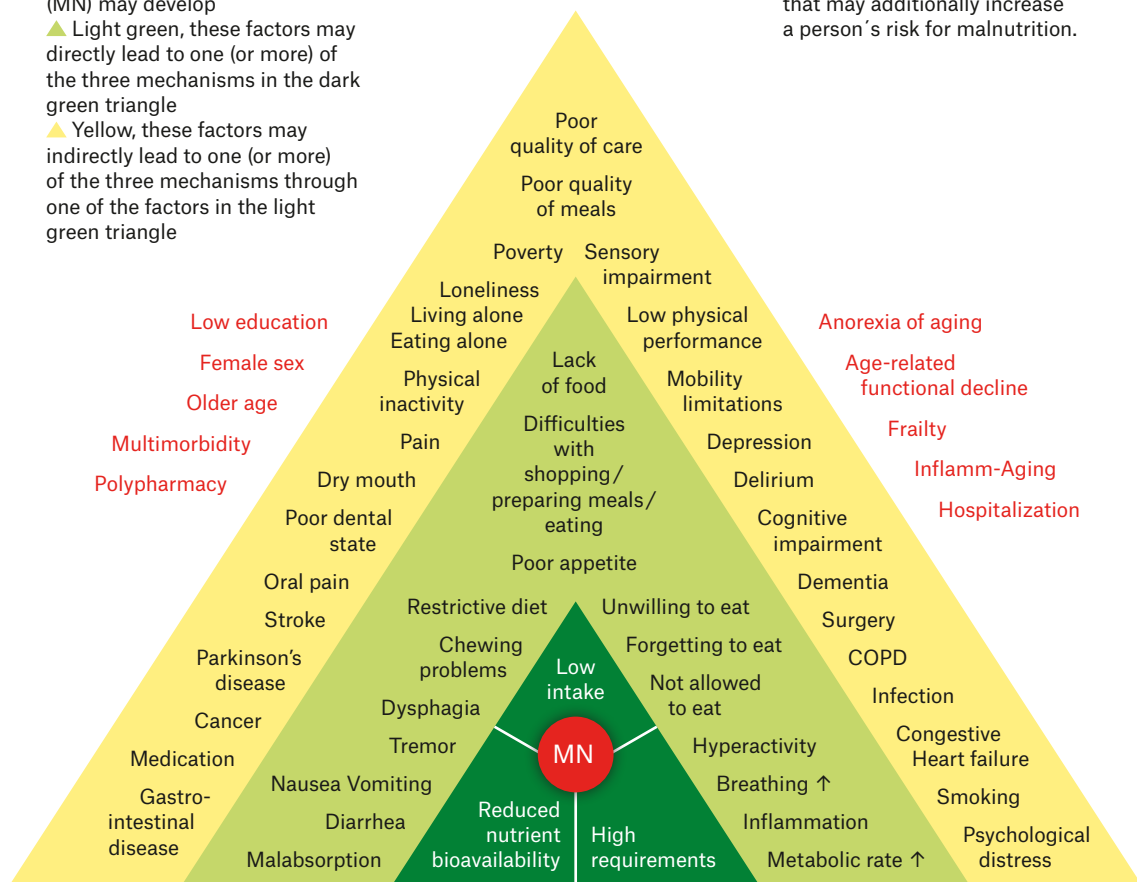 (MN) may develop
Light green, these factors may
directly lead to one (or more) of
the three mechanisms in the dark
green triangle
Yellow, these factors may
indirectly lead to one (or more)
of the three mechanisms through
one of the factors in the light
green triangle
that may additionally increase
a person´s risk for malnutrition.
Low education
Female sex
Older age
Multimorbidity
Polypharmacy
Poor
quality of care
Poor quality
of meals
Poverty
Loneliness
Living alone
Eating alone
Physical
inactivity
Pain
Dry mouth
Poor dental
state
Oral pain
Stroke
Parkinson's
disease
Cancer
Medication
Gastro-
intestinal
disease
Sensory
impairment
Low physical
performance
Mobility
limitations
Depression
Delirium
Cognitive
impairment
Dementia
Surgery
COPD
Infection
Congestive
Heart failure
Smoking
Psychological
distress
Lack
of food
Difficulties
with
shopping/
preparing meals/
eating
Poor appetite
Restrictive diet
Chewing
problems
Dysphagia
Tremor
Nausea Vomiting
Diarrhea
Malabsorption
Unwilling to eat
Forgetting to eat
Not allowed
to eat
Hyperactivity
Breathing ↑
Inflammation
Metabolic rate ↑
Low
intake
MN
Reduced
nutrient
bioavailability
High
requirements
Anorexia of aging
Age-related
functional decline
Frailty
Inflamm-Aging
Hospitalization